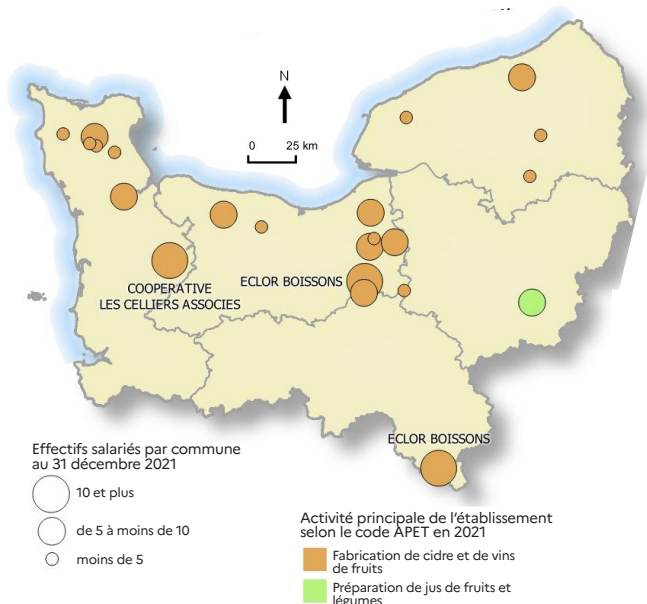 N
0 25 km
COOPERATIVE
LES CELLIERS ASSOCIES
ECLOR BOISSONS
ECLOR BOISSONS
Effectifs salariés par commune
au 31 décembre 2021
10 et plus
de 5 à moins de 10
moins de 5
Activité principale de l'établissement
selon le code APET en 2021
Fabrication de cidre et de vins
de fruits
Préparation de jus de fruits et
légumes